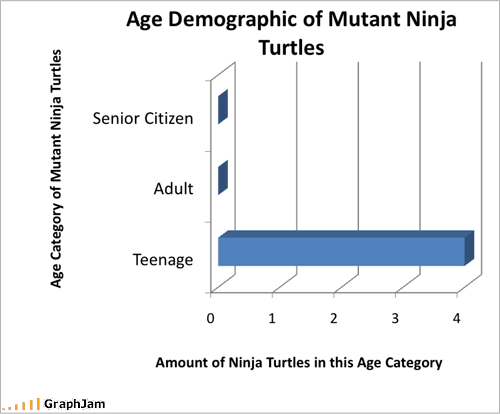 Age Demographic of Mutant Ninja
Turtles
Age Category of Mutant Ninja Turtles
Senior Citizen
Adult
Teenage
0 1 2 3 4
Amount of Ninja Turtles in this Age Category
GraphJam